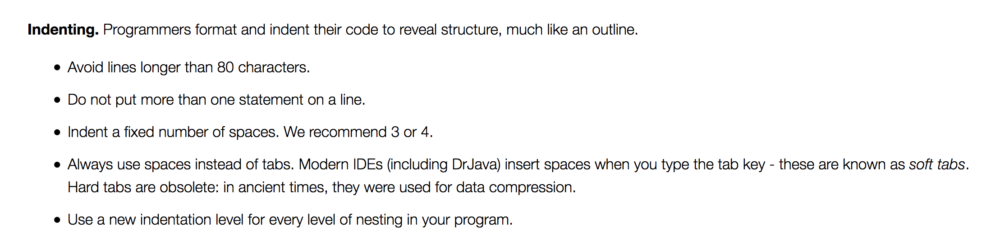 Indenting. Programmers format and indent their code to reveal structure, much like an outline.
• Avoid lines longer than 80 characters.
• Do not put more than one statement on a line.
• Indent a fixed number of spaces. We recommend 3 or 4.
• Always use spaces instead of tabs. Modern IDEs (including DrJava) insert spaces when you type the tab key - these are known as soft tabs.
Hard tabs are obsolete: in ancient times, they were used for data compression.
• Use a new indentation level for every level of nesting in your program.